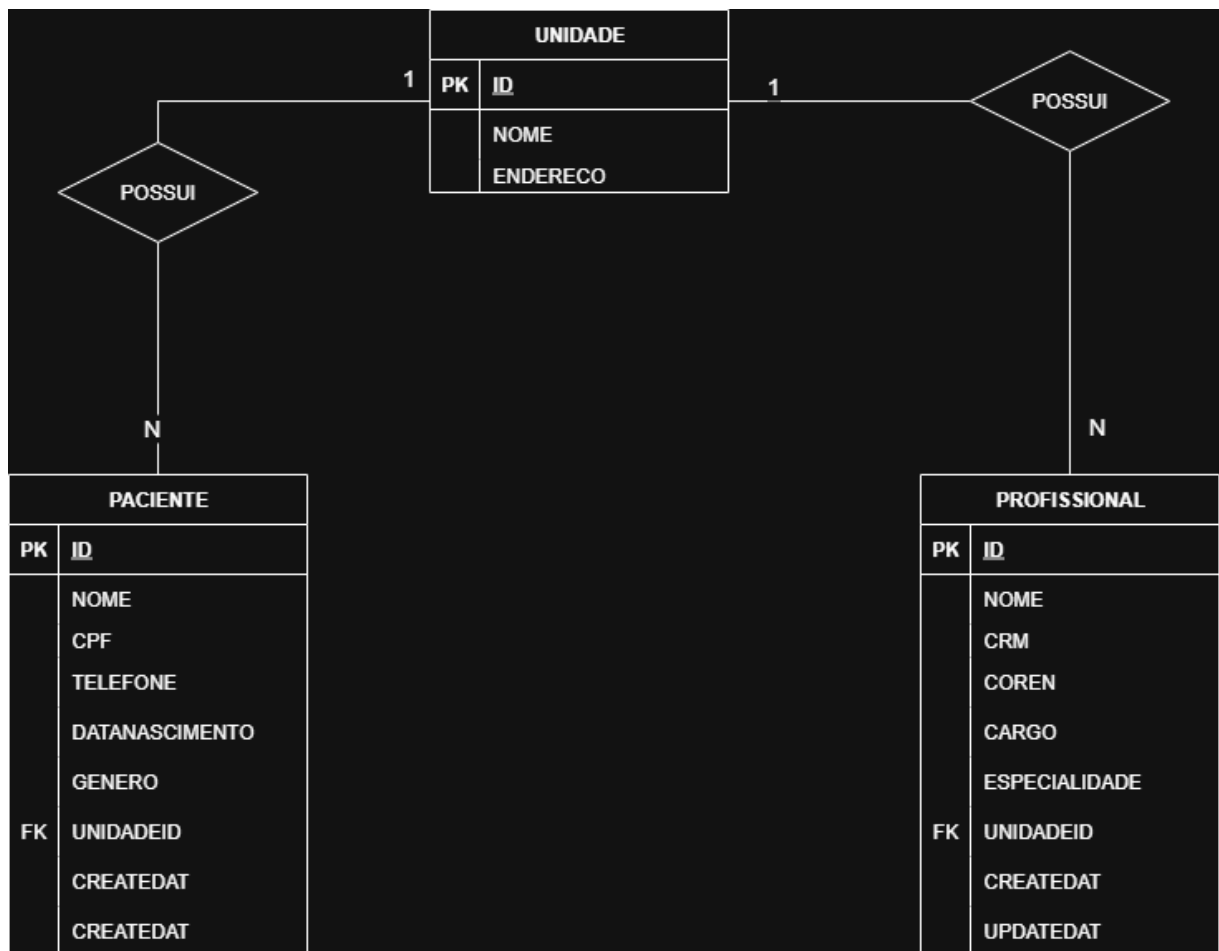 UNIDADE
1 PK ID 1
NOME
ENDERECO
POSSUI
POSSUI
N
N
PACIENTE
PK ID
NOME
CPF
TELEFONE
DATANASCIMENTO
GENERO
FK UNIDADEID
CREATEDAT
CREATEDAT
PROFISSIONAL
PK ID
NOME
CRM
COREN
CARGO
ESPECIALIDADE
FK UNIDADEID
CREATEDAT
UPDATEDAT